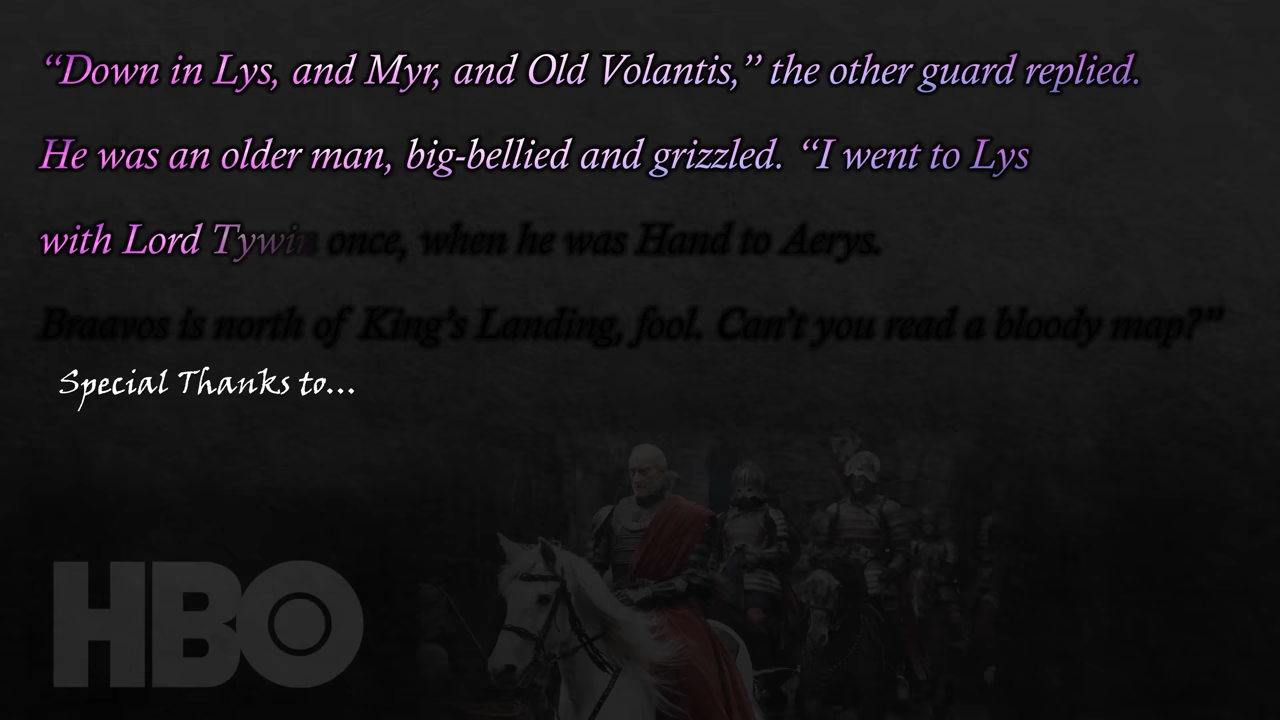 “Down in Lys, and Myr, and Old Volantis,” the other guard replied.
He was an older man, big-bellied and grizzled. “I went to Lys
with Lord Tywin once, when he was Hand to Aerys.
Braavos is north of King’s Landing, fool. Can’t you read a bloody map?”
Special Thanks to...
HBO